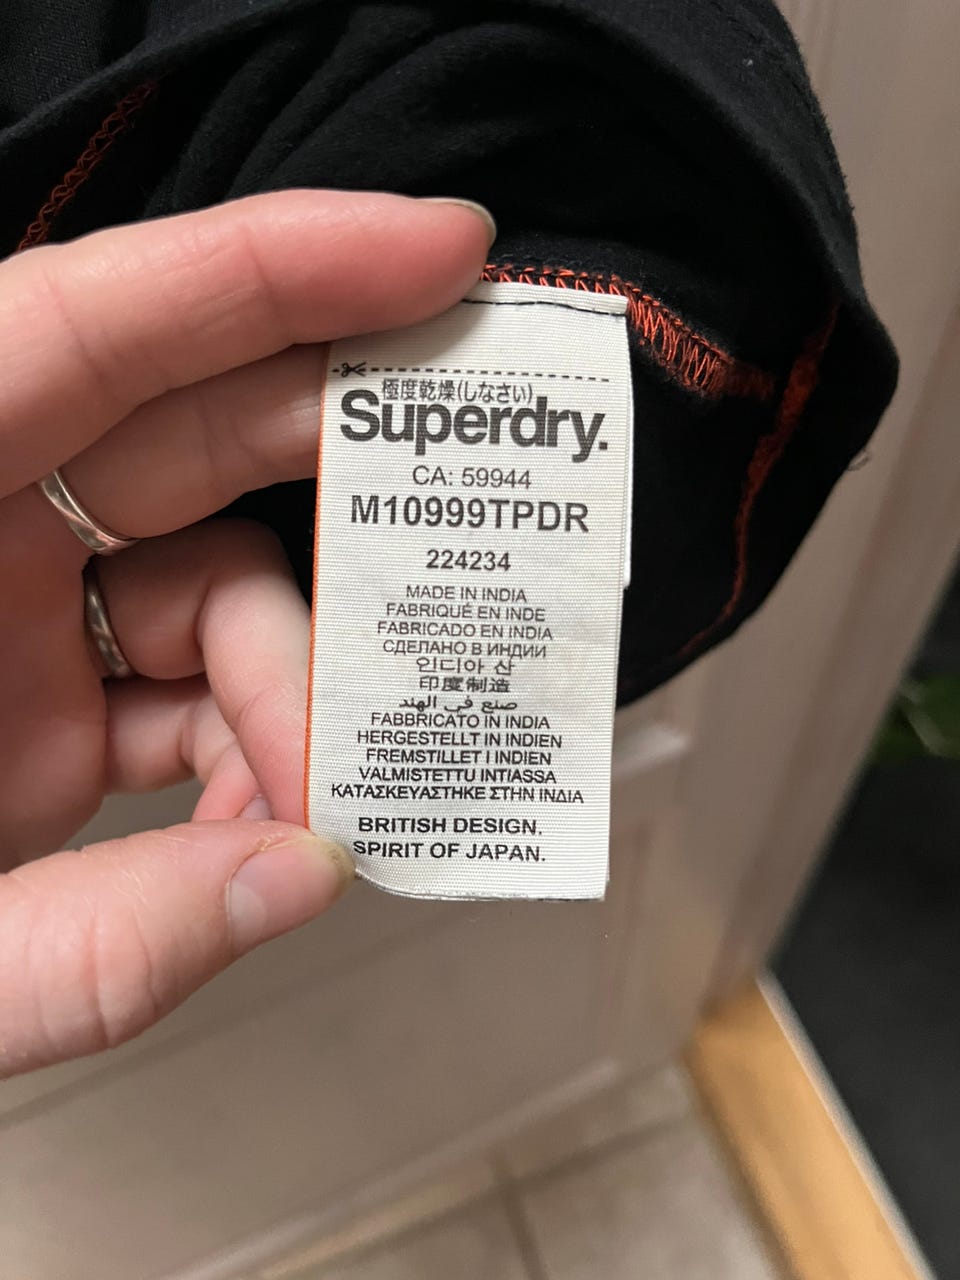 極度乾燥(しなさい)
Superdry.
CA: 59944
M10999TPDR
224234
MADE IN INDIA
FABRIQUÉ EN INDE
FABRICADO EN INDIA
СДЕЛАНО В ИНДИИ
인디아 산
印度制造
صنع في الهند
FABBRICATO IN INDIA
HERGESTELLT IN INDIEN
FREMSTILLET I INDIEN
VALMISTETTU INTIASSA
ΚΑΤΑΣΚΕΥΑΣΤΗΚΕ ΣΤΗΝ ΙΝΔΙΑ
BRITISH DESIGN.
SPIRIT OF JAPAN.